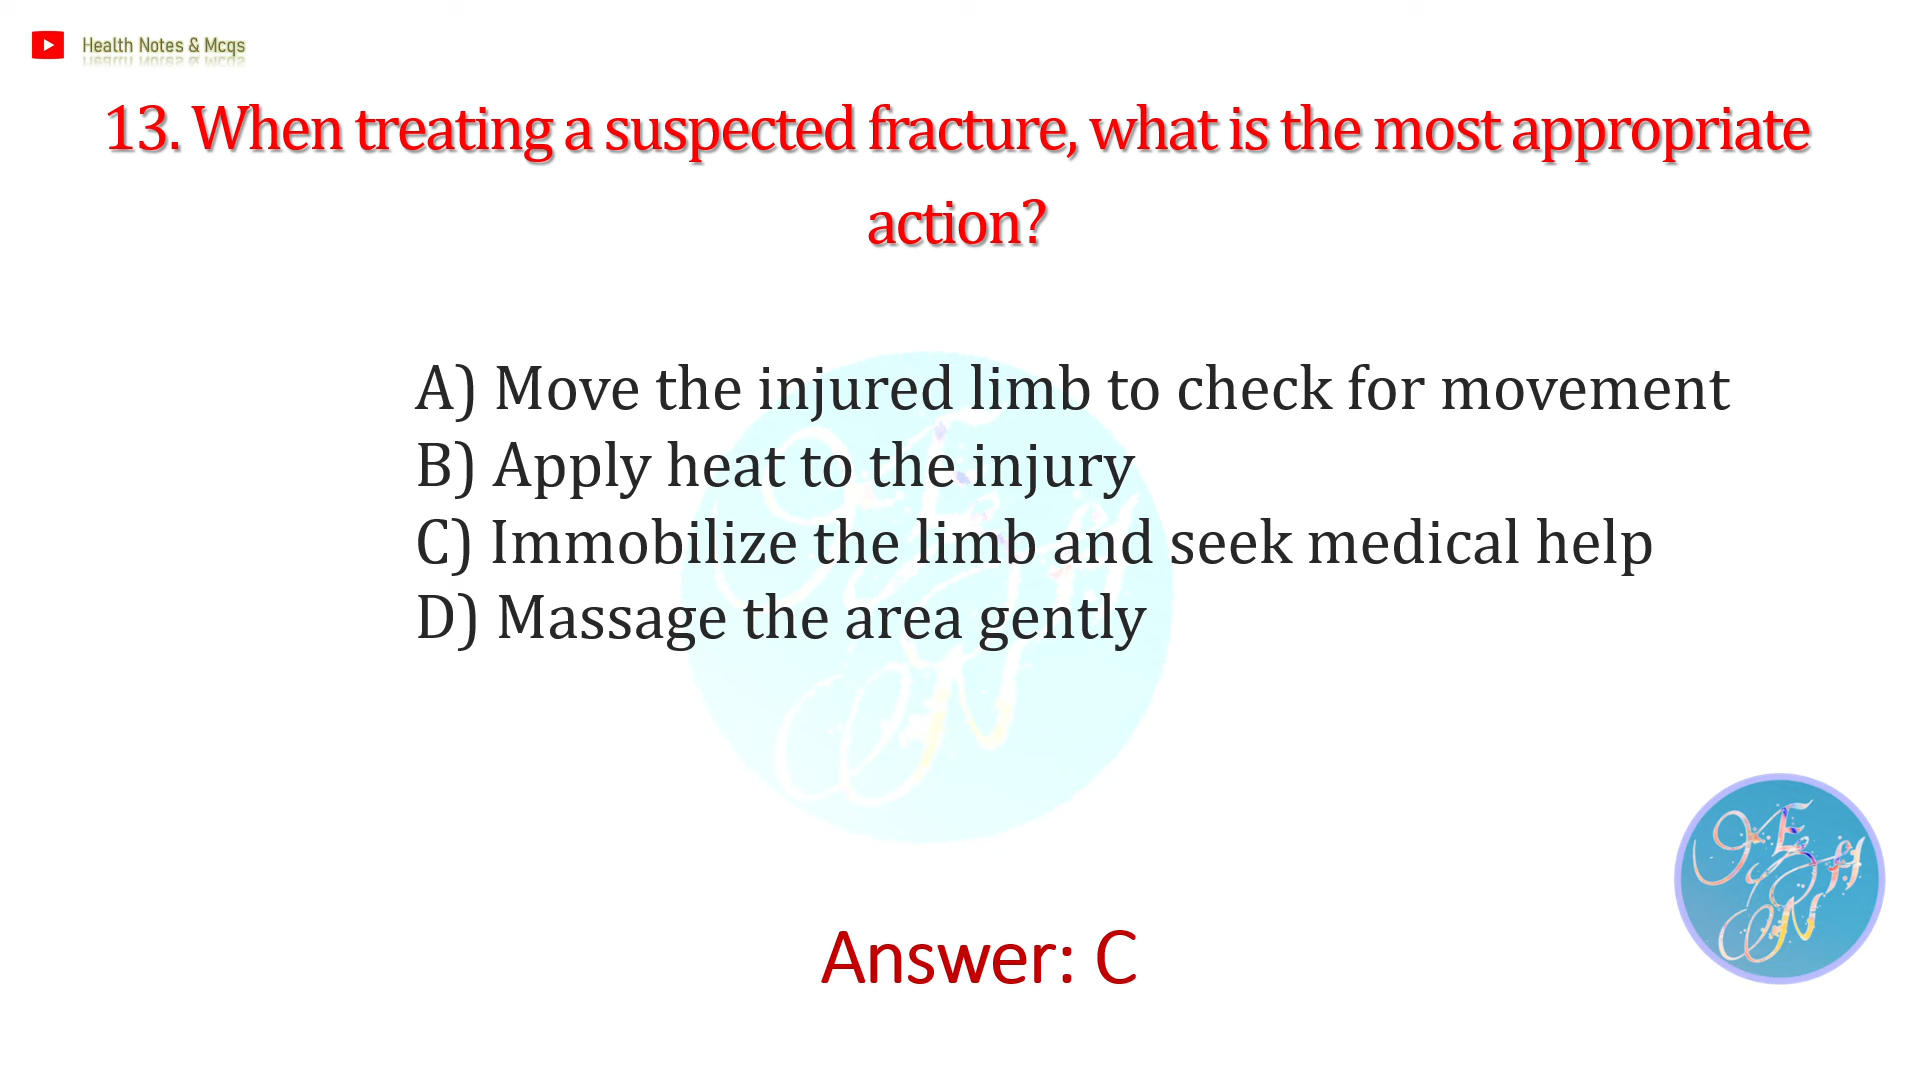 Health Notes & Mcqs
13. When treating a suspected fracture, what is the most appropriate
action?
A) Move the injured limb to check for movement
B) Apply heat to the injury
C) Immobilize the limb and seek medical help
D) Massage the area gently
Answer: C